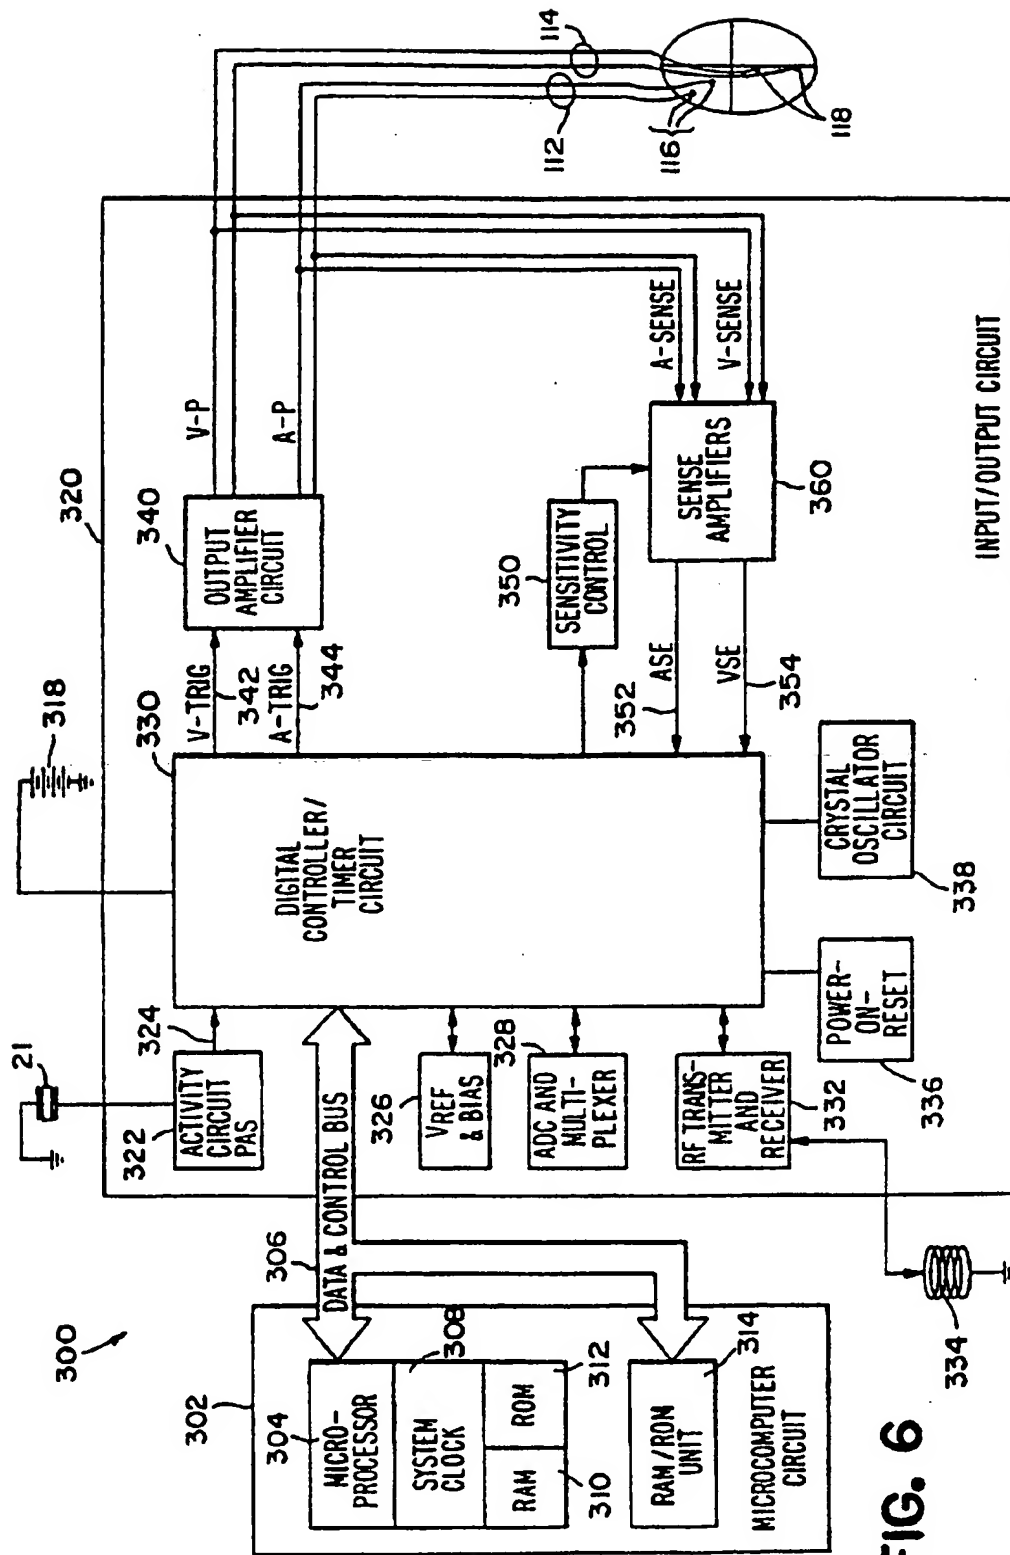 300
302
304
MICRO-
PROCESSOR
SYSTEM
CLOCK
308
RAM
ROM
310
312
RAM/ROM
UNIT
314
MICROCOMPUTER
CIRCUIT
306
DATA & CONTROL BUS
21
322
ACTIVITY
CIRCUIT
PAS
324
326
VREF
& BIAS
328
ADC AND
MULTI-
PLEXER
RF TRANS-
MITTER
AND
RECEIVER
332
334
POWER-
ON-
RESET
336
CRYSTAL
OSCILLATOR
CIRCUIT
338
318
320
330
DIGITAL
CONTROLLER/
TIMER
CIRCUIT
V-TRIG
342
A-TRIG
344
340
OUTPUT
AMPLIFIER
CIRCUIT
V-P
A-P
350
SENSITIVITY
CONTROL
352
ASE
VSE
354
SENSE
AMPLIFIERS
360
A-SENSE
V-SENSE
INPUT/OUTPUT CIRCUIT
112
114
116
118
FIG. 6